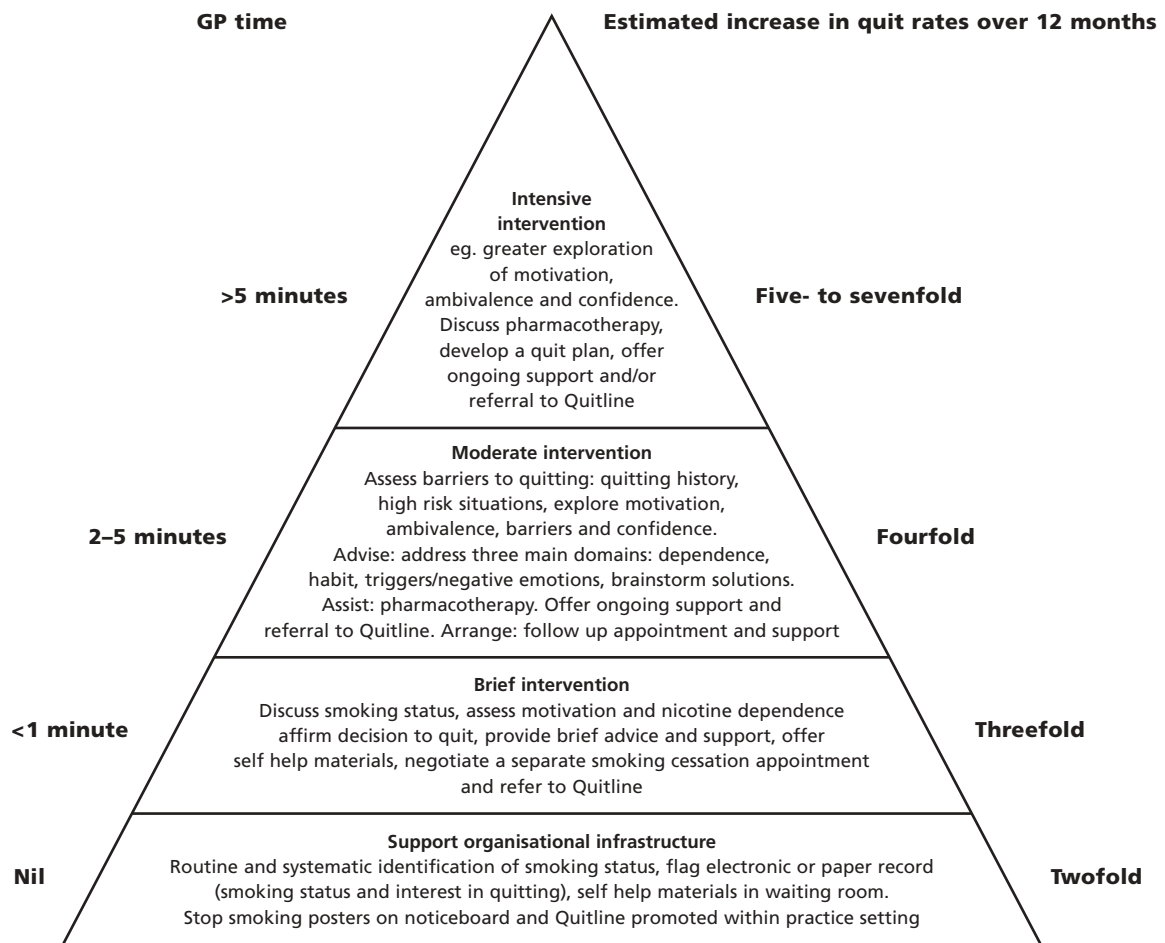 GP time
Estimated increase in quit rates over 12 months
Intensive
intervention
eg. greater exploration
of motivation,
ambivalence and confidence.
Discuss pharmacotherapy,
develop a quit plan, offer
ongoing support and/or
referral to Quitline
>5 minutes
Five- to sevenfold
Moderate intervention
Assess barriers to quitting: quitting history,
high risk situations, explore motivation,
ambivalence, barriers and confidence.
Advise: address three main domains: dependence,
habit, triggers/negative emotions, brainstorm solutions.
Assist: pharmacotherapy. Offer ongoing support and
referral to Quitline. Arrange: follow up appointment and support
2–5 minutes
Fourfold
Brief intervention
Discuss smoking status, assess motivation and nicotine dependence
affirm decision to quit, provide brief advice and support, offer
self help materials, negotiate a separate smoking cessation appointment
and refer to Quitline
<1 minute
Threefold
Support organisational infrastructure
Routine and systematic identification of smoking status, flag electronic or paper record
(smoking status and interest in quitting), self help materials in waiting room.
Stop smoking posters on noticeboard and Quitline promoted within practice setting
Nil
Twofold